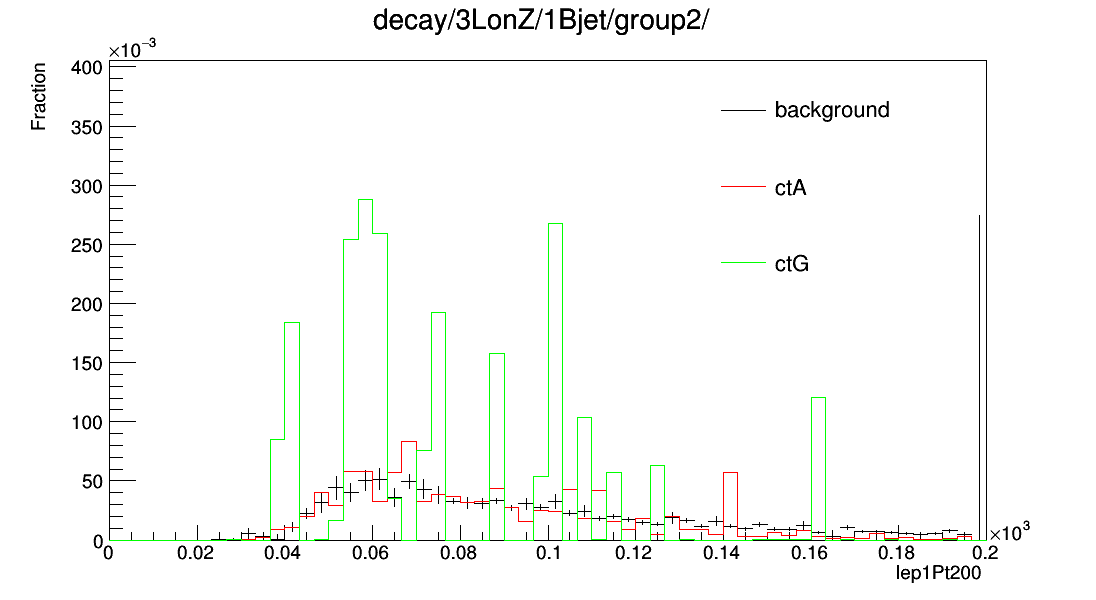 decay/3LonZ/1Bjet/group2/
×10⁻³
Fraction
400
350
300
250
200
150
100
50
0
background
ctA
ctG
0 0.02 0.04 0.06 0.08 0.1 0.12 0.14 0.16 0.18 0.2
×10³
lep1Pt200